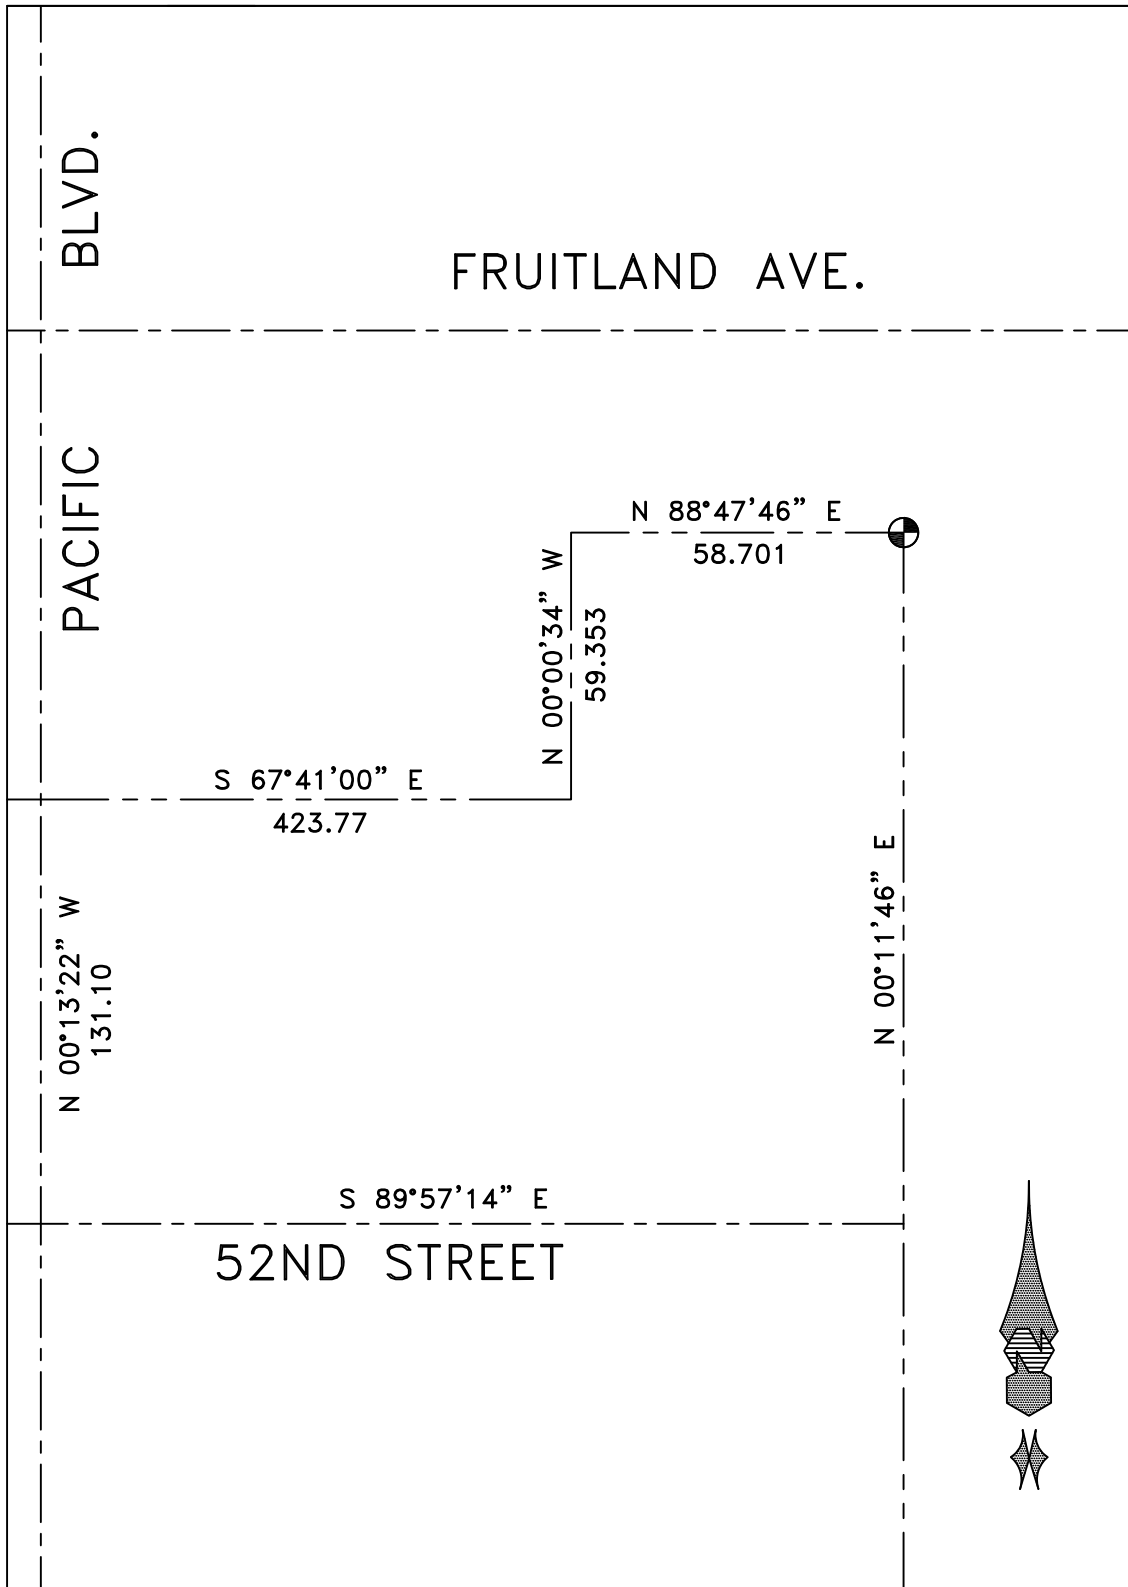 PACIFIC BLVD.
FRUITLAND AVE.
N 88°47'46" E
58.701
N 00°00'34" W
59.353
S 67°41'00" E
423.77
N 00°13'22" W
131.10
N 00°11'46" E
S 89°57'14" E
52ND STREET
N